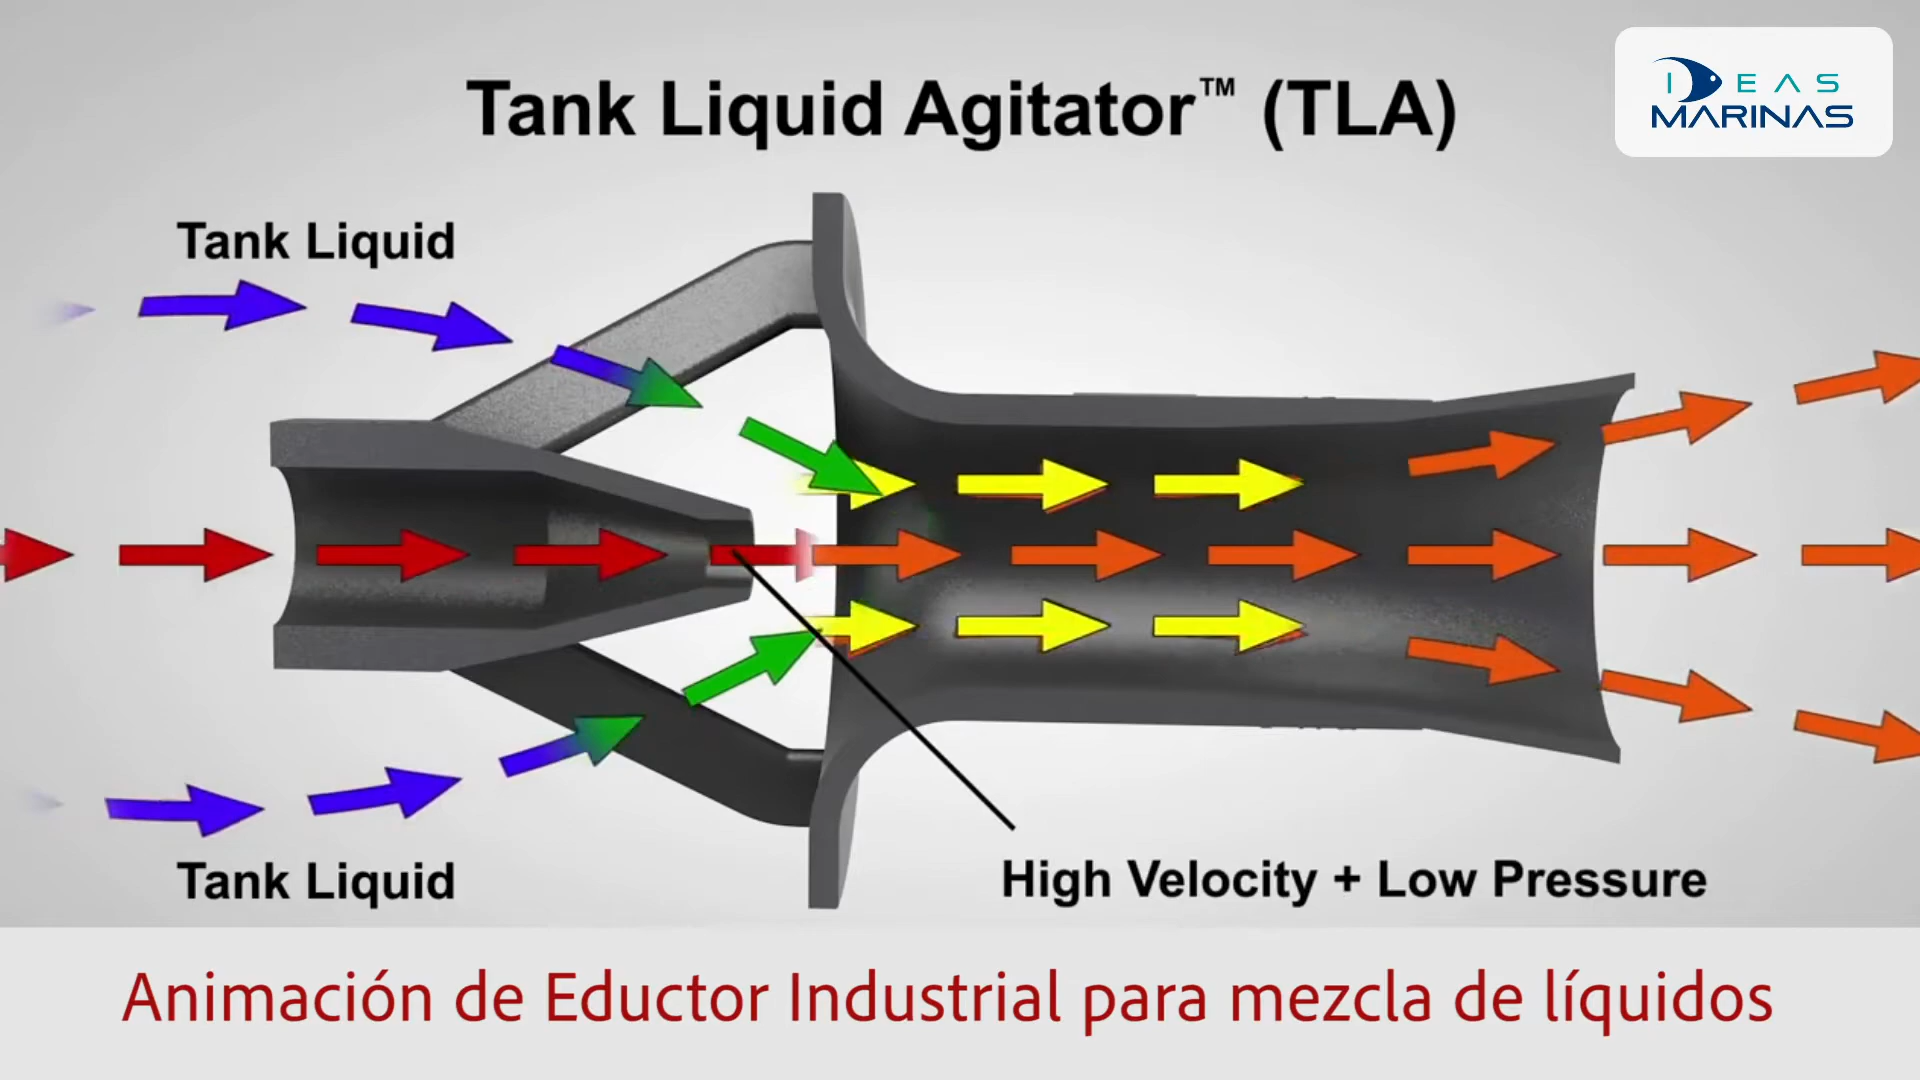 Tank Liquid Agitator™ (TLA)
IDEAS
MARINAS
Tank Liquid
Tank Liquid
High Velocity + Low Pressure
Animación de Eductor Industrial para mezcla de líquidos